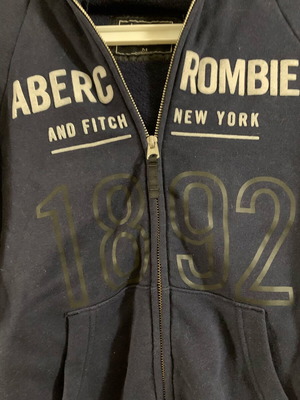 ABERC ROMBIE
AND FITCH NEW YORK
1892